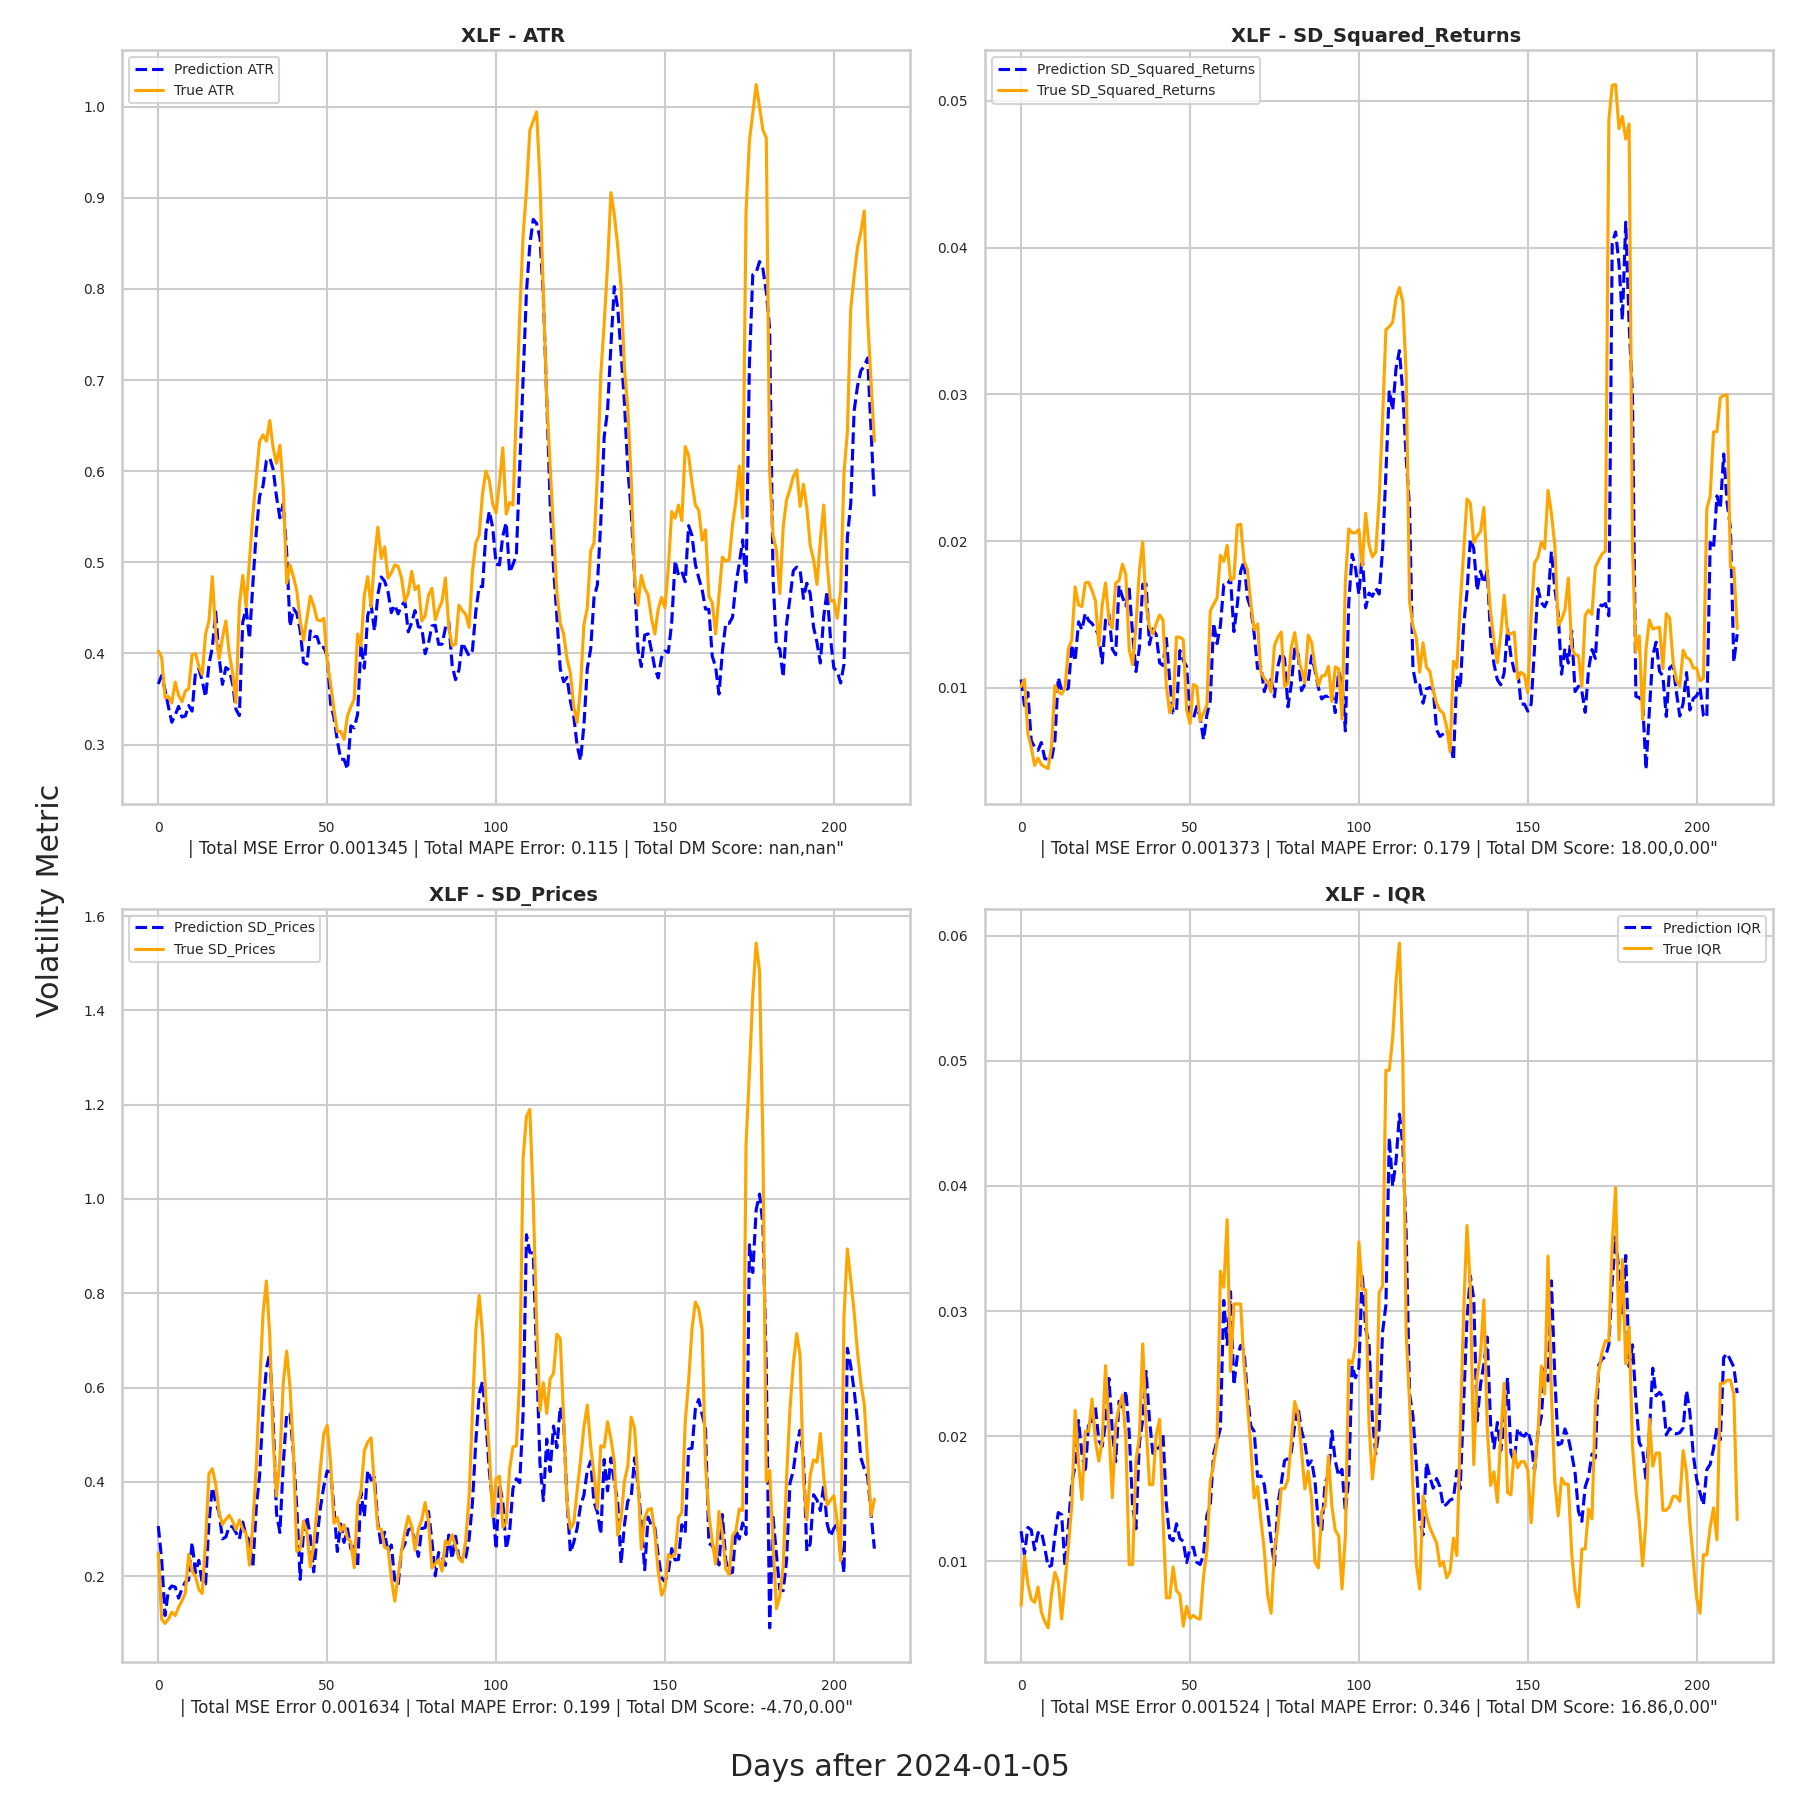 XLF - ATR
Prediction ATR
True ATR
1.0
0.9
0.8
0.7
0.6
0.5
0.4
0.3
0 50 100 150 200
| Total MSE Error 0.001345 | Total MAPE Error: 0.115 | Total DM Score: nan,nan"
XLF - SD_Squared_Returns
Prediction SD_Squared_Returns
True SD_Squared_Returns
0.05
0.04
0.03
0.02
0.01
0 50 100 150 200
| Total MSE Error 0.001373 | Total MAPE Error: 0.179 | Total DM Score: 18.00,0.00"
Volatility Metric
XLF - SD_Prices
Prediction SD_Prices
True SD_Prices
1.6
1.4
1.2
1.0
0.8
0.6
0.4
0.2
0 50 100 150 200
| Total MSE Error 0.001634 | Total MAPE Error: 0.199 | Total DM Score: -4.70,0.00"
XLF - IQR
Prediction IQR
True IQR
0.06
0.05
0.04
0.03
0.02
0.01
0 50 100 150 200
| Total MSE Error 0.001524 | Total MAPE Error: 0.346 | Total DM Score: 16.86,0.00"
Days after 2024-01-05